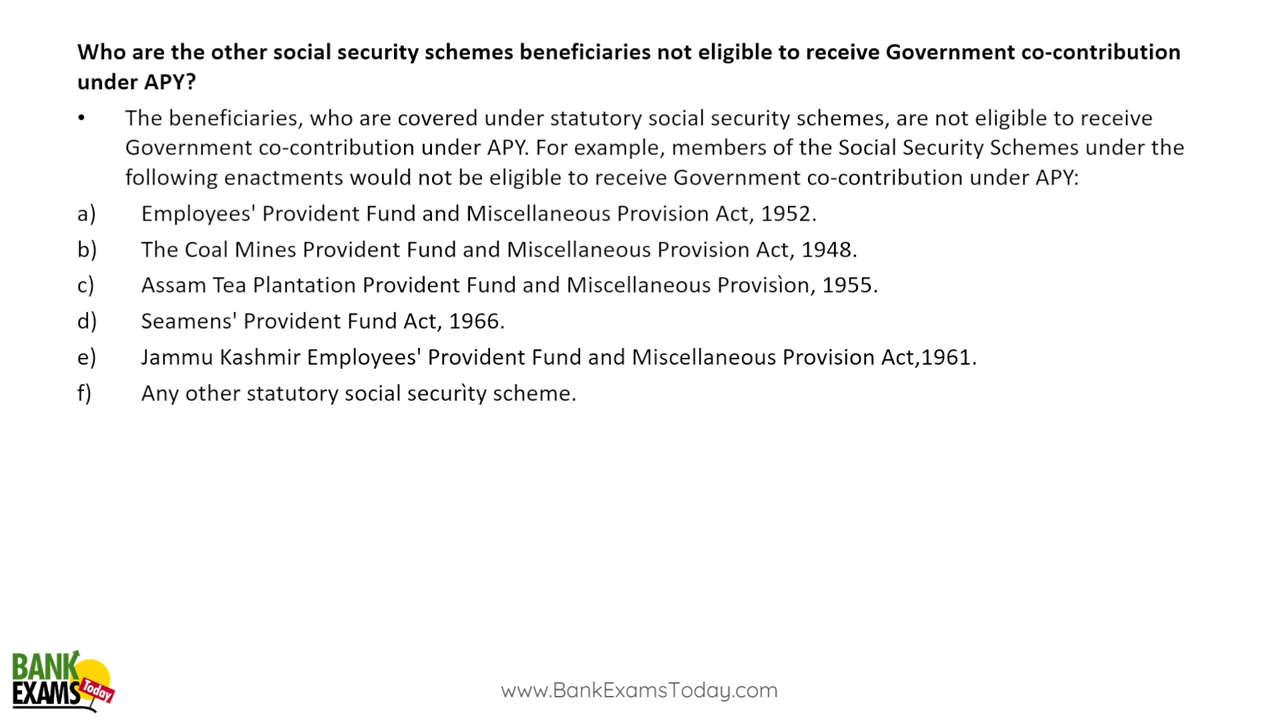 Who are the other social security schemes beneficiaries not eligible to receive Government co-contribution
under APY?
• The beneficiaries, who are covered under statutory social security schemes, are not eligible to receive
Government co-contribution under APY. For example, members of the Social Security Schemes under the
following enactments would not be eligible to receive Government co-contribution under APY:
a) Employees' Provident Fund and Miscellaneous Provision Act, 1952.
b) The Coal Mines Provident Fund and Miscellaneous Provision Act, 1948.
c) Assam Tea Plantation Provident Fund and Miscellaneous Provisìon, 1955.
d) Seamens' Provident Fund Act, 1966.
e) Jammu Kashmir Employees' Provident Fund and Miscellaneous Provision Act,1961.
f) Any other statutory social securìty scheme.
BANK
EXAMS
Today
www.BankExamsToday.com